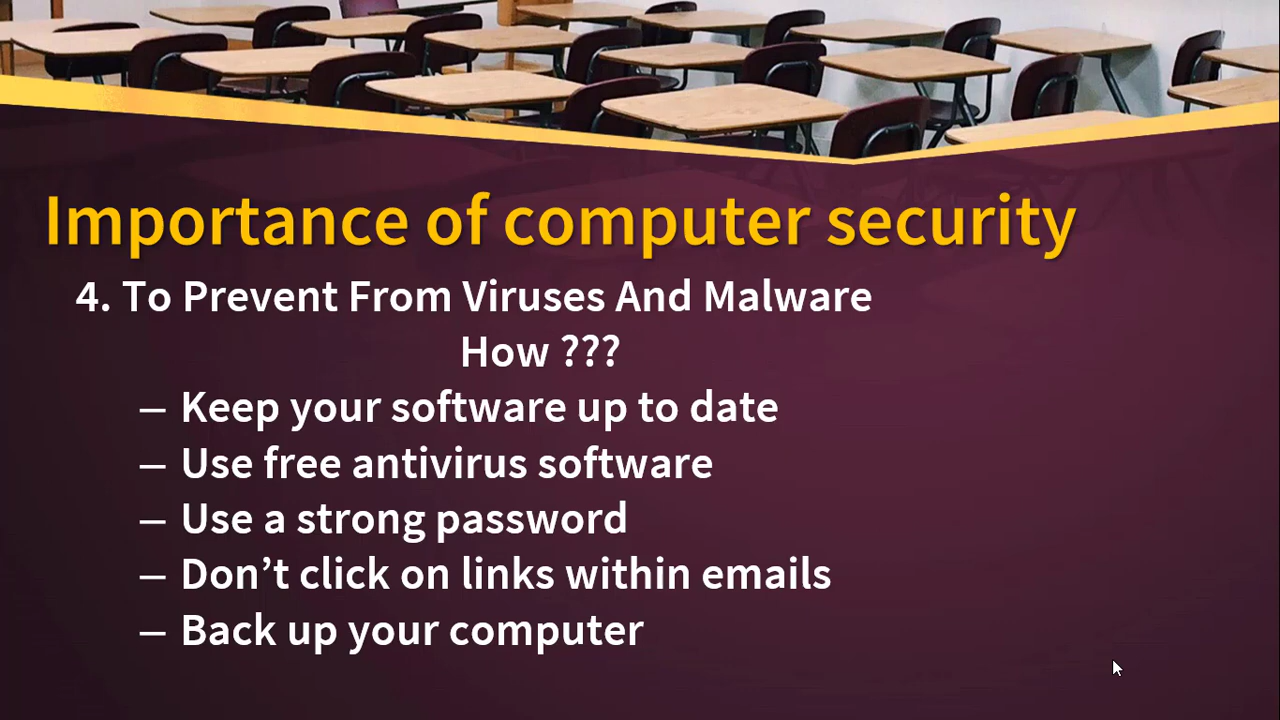 Importance of computer security
4. To Prevent From Viruses And Malware
How ???
– Keep your software up to date
– Use free antivirus software
– Use a strong password
– Don’t click on links within emails
– Back up your computer